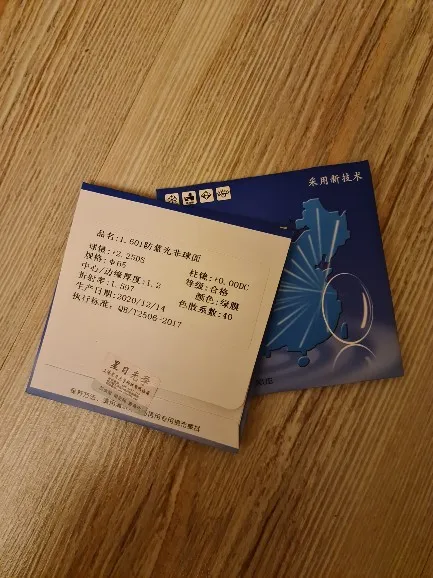 采用新技术
品名:1.601防蓝光非球面
球镜:+2.25DS 柱镜:+0.00DC
规格:Φ65 等级:合格
中心/边缘厚度:1.2 颜色:绿膜
折射率:1.597 色散系数:40
生产日期:2020/12/14
执行标准:QB/T2506-2017